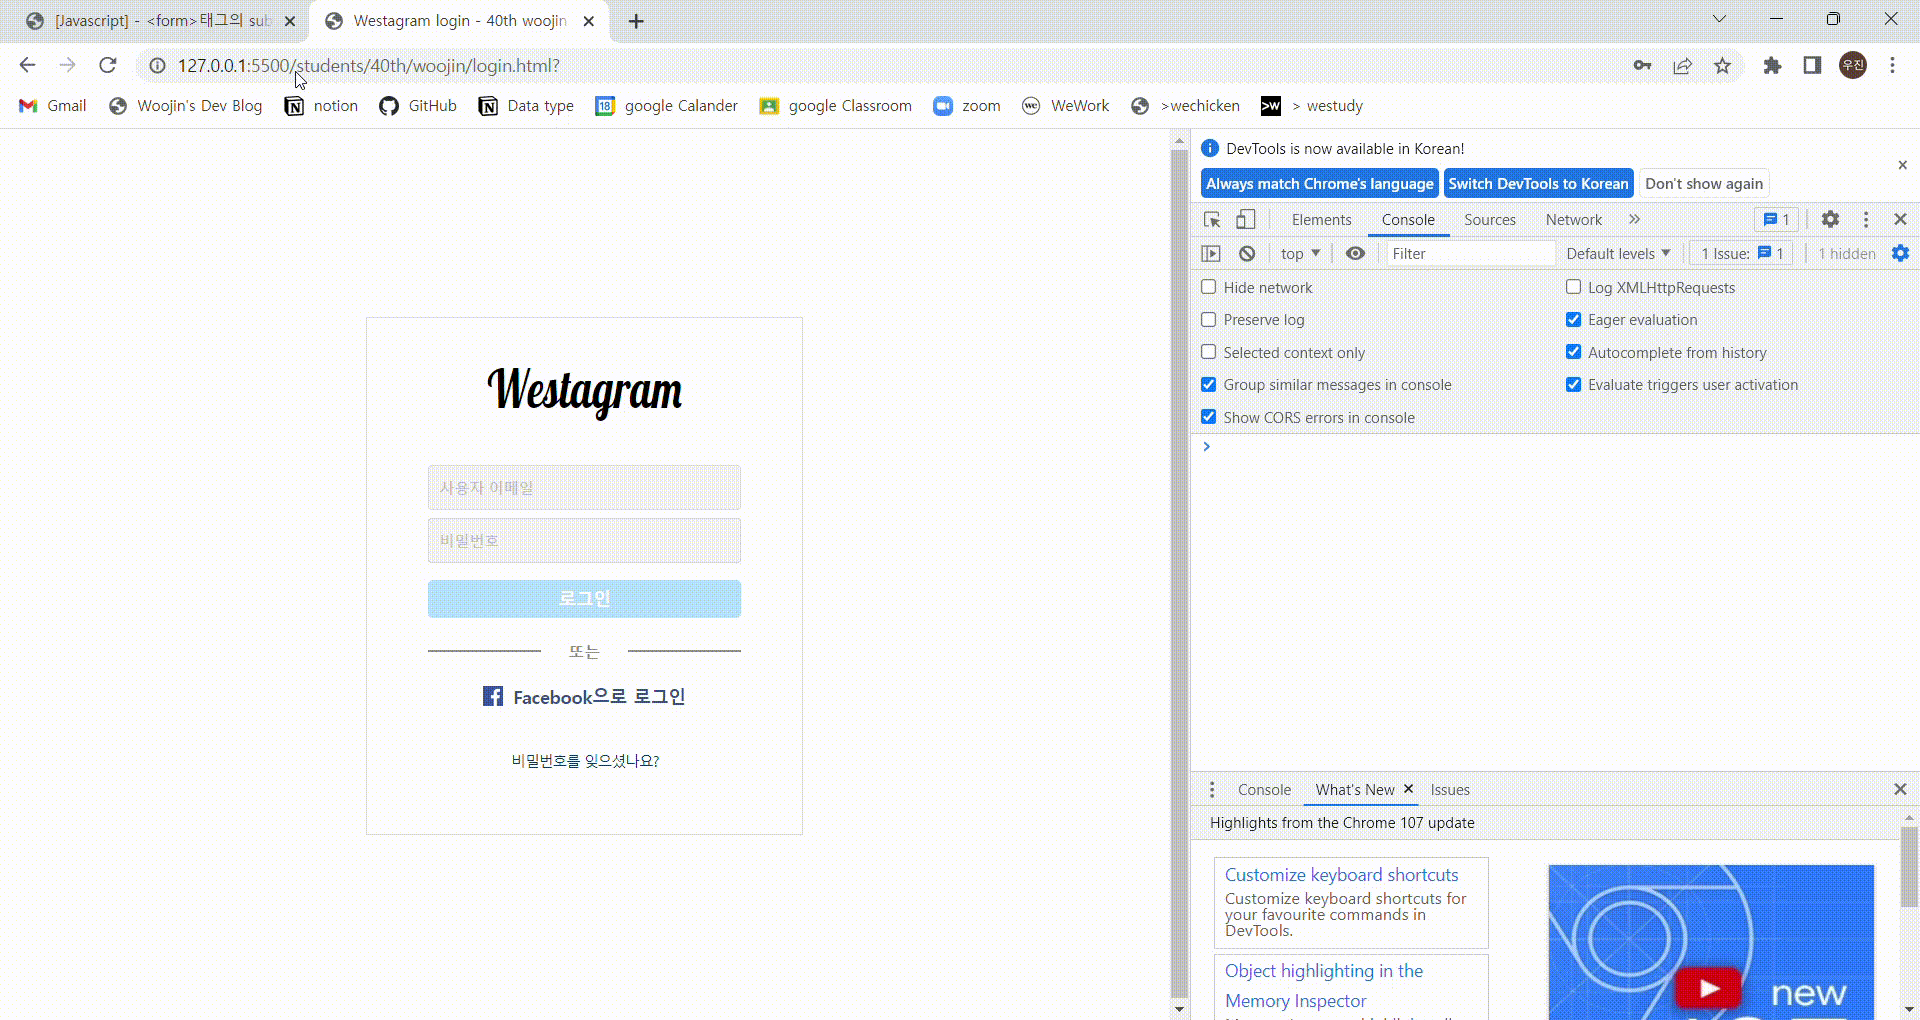 [Javascript] - <form>태그의 sub
Westagram login - 40th woojin
127.0.0.1:5500/students/40th/woojin/login.html?
우진
Gmail
Woojin's Dev Blog
notion
GitHub
Data type
18
google Calander
google Classroom
zoom
we
WeWork
>wechicken
>W
> westudy
DevTools is now available in Korean!
Always match Chrome's language
Switch DevTools to Korean
Don't show again
Elements
Console
Sources
Network
1
top
Filter
Default levels
1 Issue: 1
1 hidden
Hide network
Log XMLHttpRequests
Preserve log
Eager evaluation
Selected context only
Autocomplete from history
Group similar messages in console
Evaluate triggers user activation
Show CORS errors in console
Westagram
사용자 이메일
비밀번호
로그인
또는
Facebook으로 로그인
비밀번호를 잊으셨나요?
Console
What's New
Issues
Highlights from the Chrome 107 update
Customize keyboard shortcuts
Customize keyboard shortcuts for
your favourite commands in
DevTools.
Object highlighting in the
Memory Inspector
new